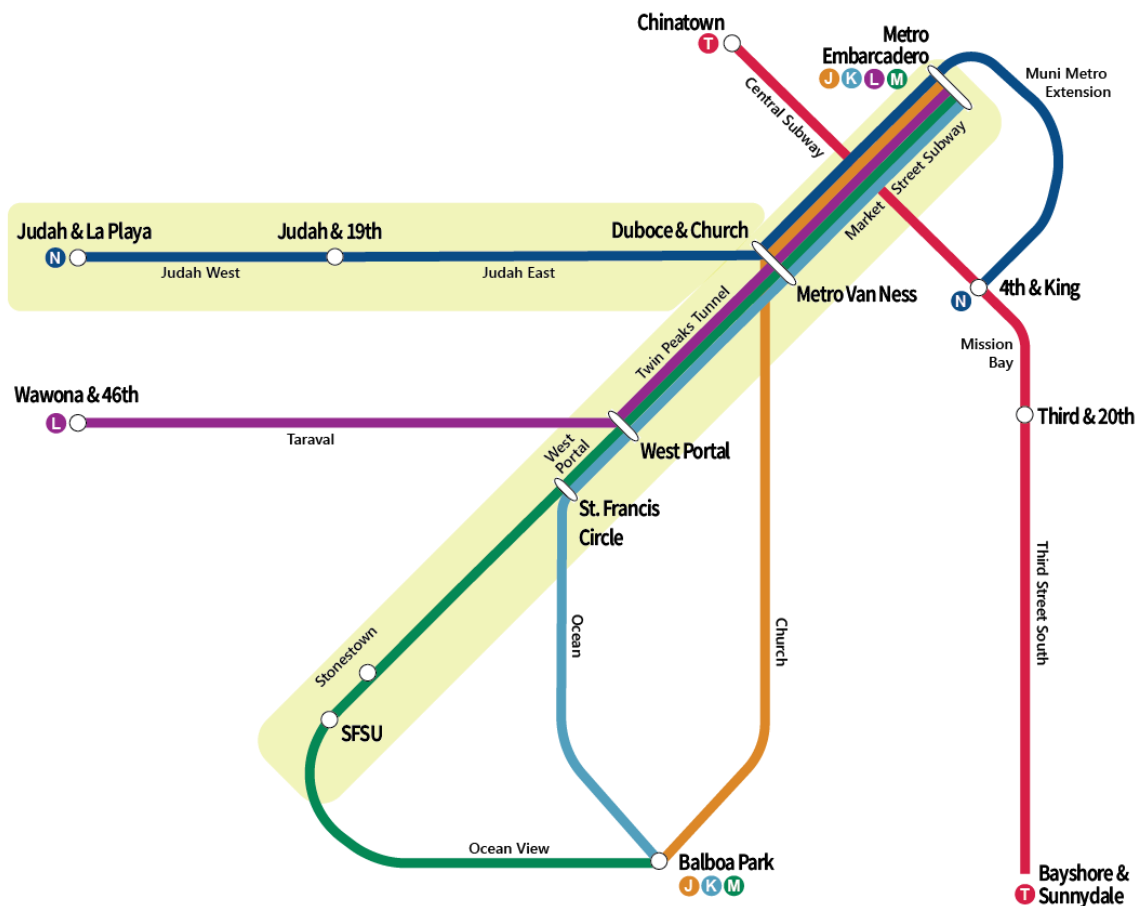 Chinatown
T
Metro
Embarcadero
J K L M
Muni Metro
Extension
Central Subway
Market Street Subway
Judah & La Playa
N
Judah & 19th
Duboce & Church
Judah West
Judah East
Metro Van Ness
4th & King
N
Mission
Bay
Twin Peaks Tunnel
Wawona & 46th
L
Taraval
Third & 20th
West Portal
West
Portal
St. Francis
Circle
Ocean
Church
Third Street South
Stonestown
SFSU
Ocean View
Balboa Park
J K M
Bayshore &
T Sunnydale